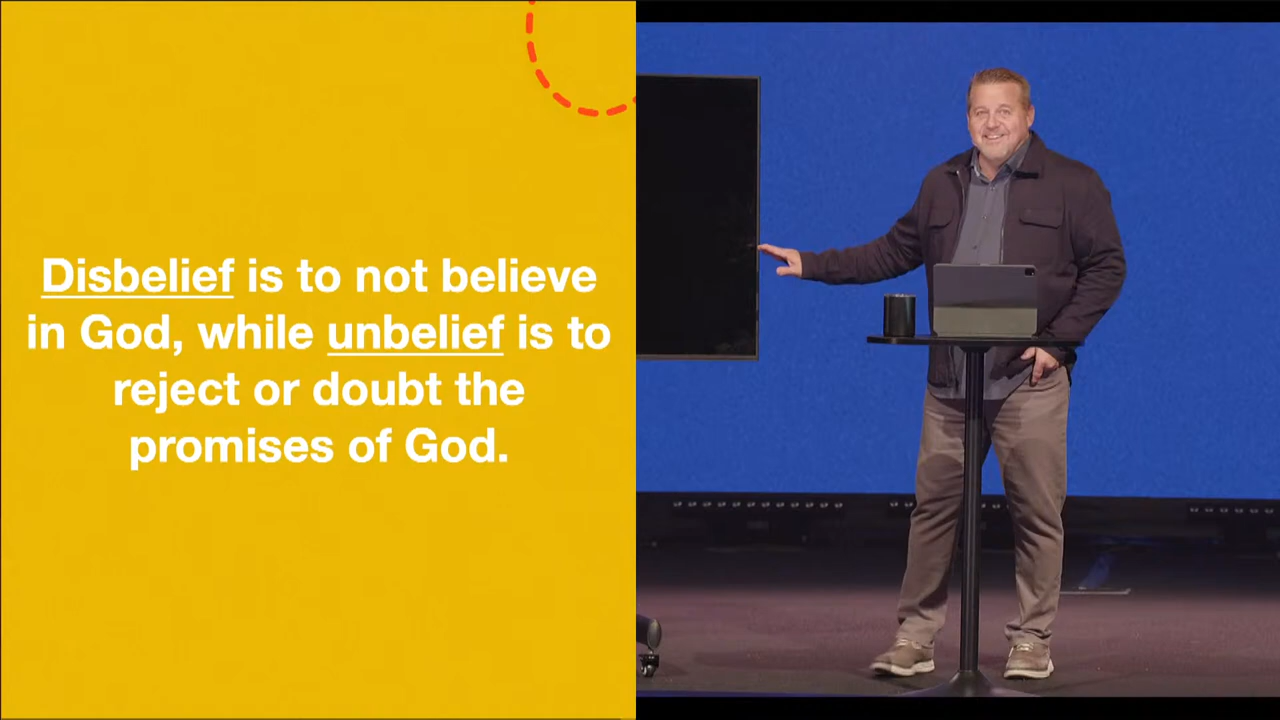 Disbelief is to not believe
in God, while unbelief is to
reject or doubt the
promises of God.